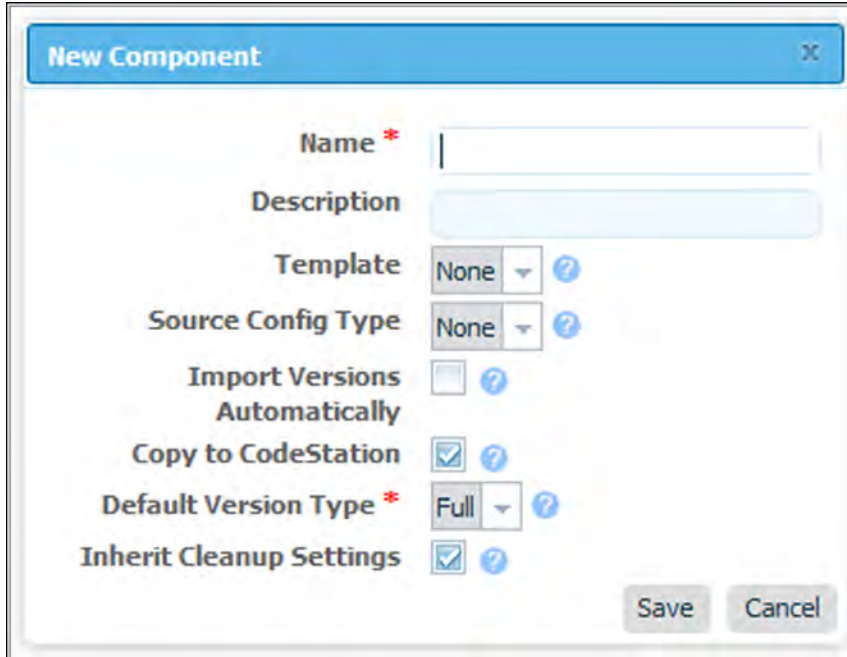 New Component
Name *
Description
Template None
Source Config Type None
Import Versions
Automatically
Copy to CodeStation
Default Version Type * Full
Inherit Cleanup Settings
Save Cancel